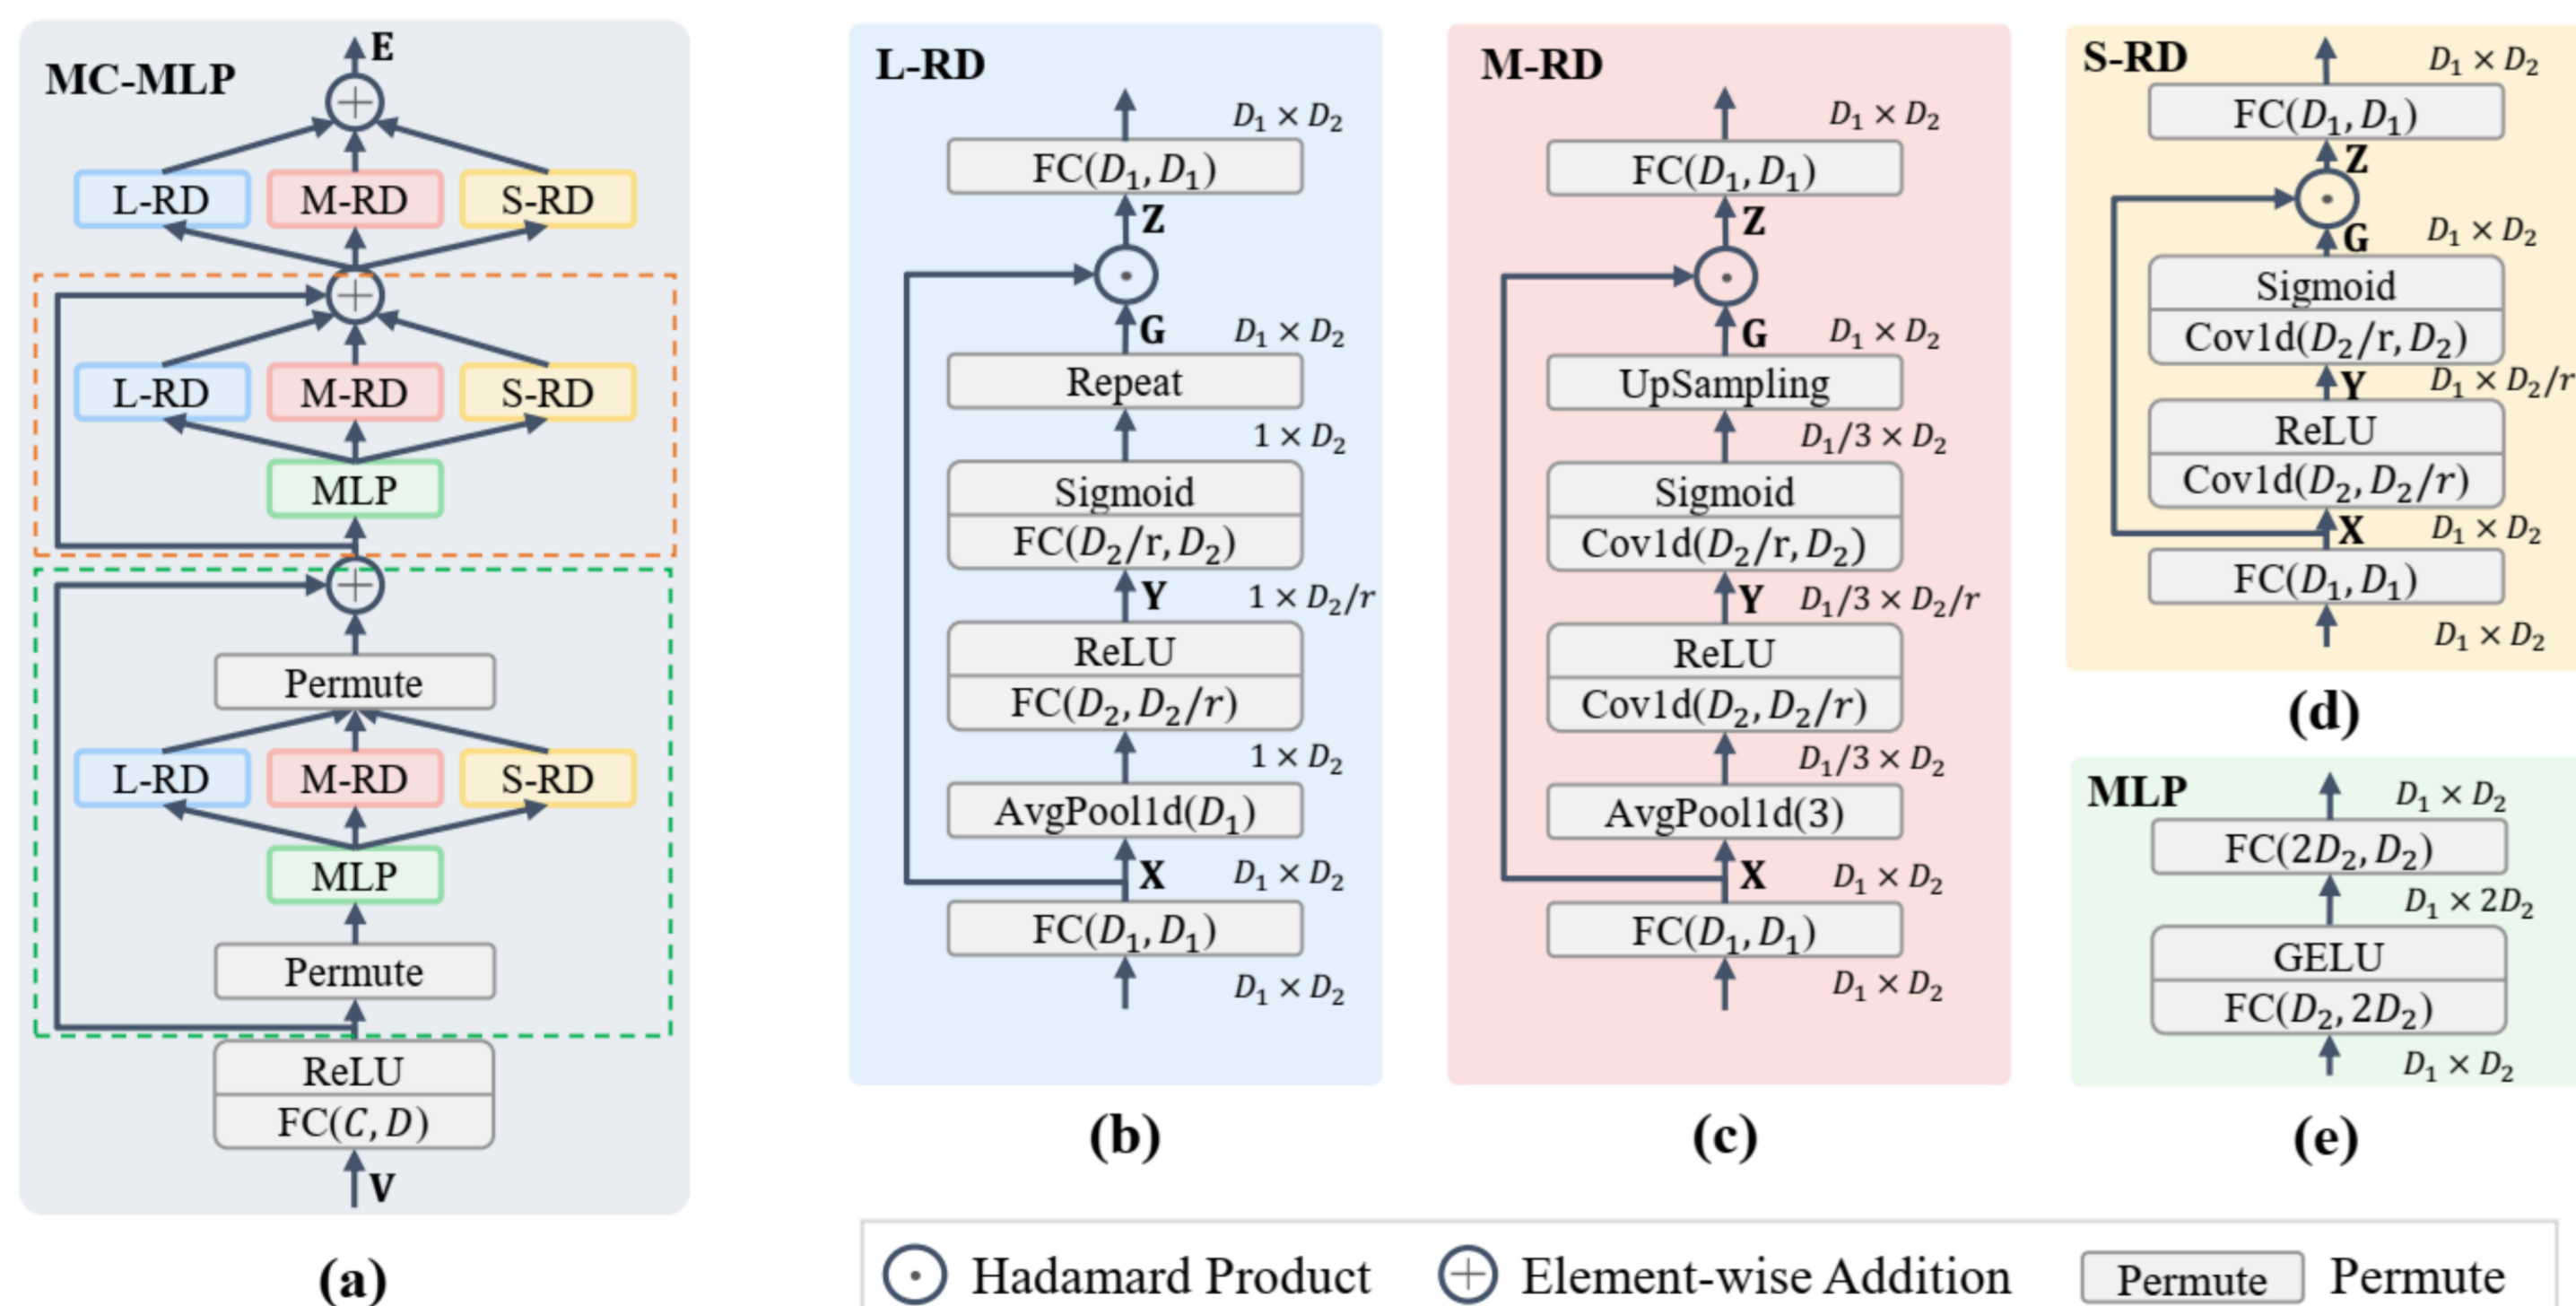 MC-MLP
E
L-RD M-RD S-RD
L-RD M-RD S-RD
MLP
Permute
L-RD M-RD S-RD
MLP
Permute
ReLU
FC(C, D)
V
(a)
L-RD
D₁ × D₂
FC(D₁, D₁)
Z
G D₁ × D₂
Repeat
1 × D₂
Sigmoid
FC(D₂/r, D₂)
Y 1 × D₂/r
ReLU
FC(D₂, D₂/r)
1 × D₂
AvgPool1d(D₁)
X D₁ × D₂
FC(D₁, D₁)
D₁ × D₂
(b)
M-RD
D₁ × D₂
FC(D₁, D₁)
Z
G D₁ × D₂
UpSampling
D₁/3 × D₂
Sigmoid
Cov1d(D₂/r, D₂)
Y D₁/3 × D₂/r
ReLU
Cov1d(D₂, D₂/r)
D₁/3 × D₂
AvgPool1d(3)
X D₁ × D₂
FC(D₁, D₁)
D₁ × D₂
(c)
S-RD
D₁ × D₂
FC(D₁, D₁)
Z
G D₁ × D₂
Sigmoid
Cov1d(D₂/r, D₂)
Y D₁ × D₂/r
ReLU
Cov1d(D₂, D₂/r)
X D₁ × D₂
FC(D₁, D₁)
D₁ × D₂
(d)
MLP
D₁ × D₂
FC(2D₂, D₂)
D₁ × 2D₂
GELU
FC(D₂, 2D₂)
D₁ × D₂
(e)
Hadamard Product Element-wise Addition Permute Permute